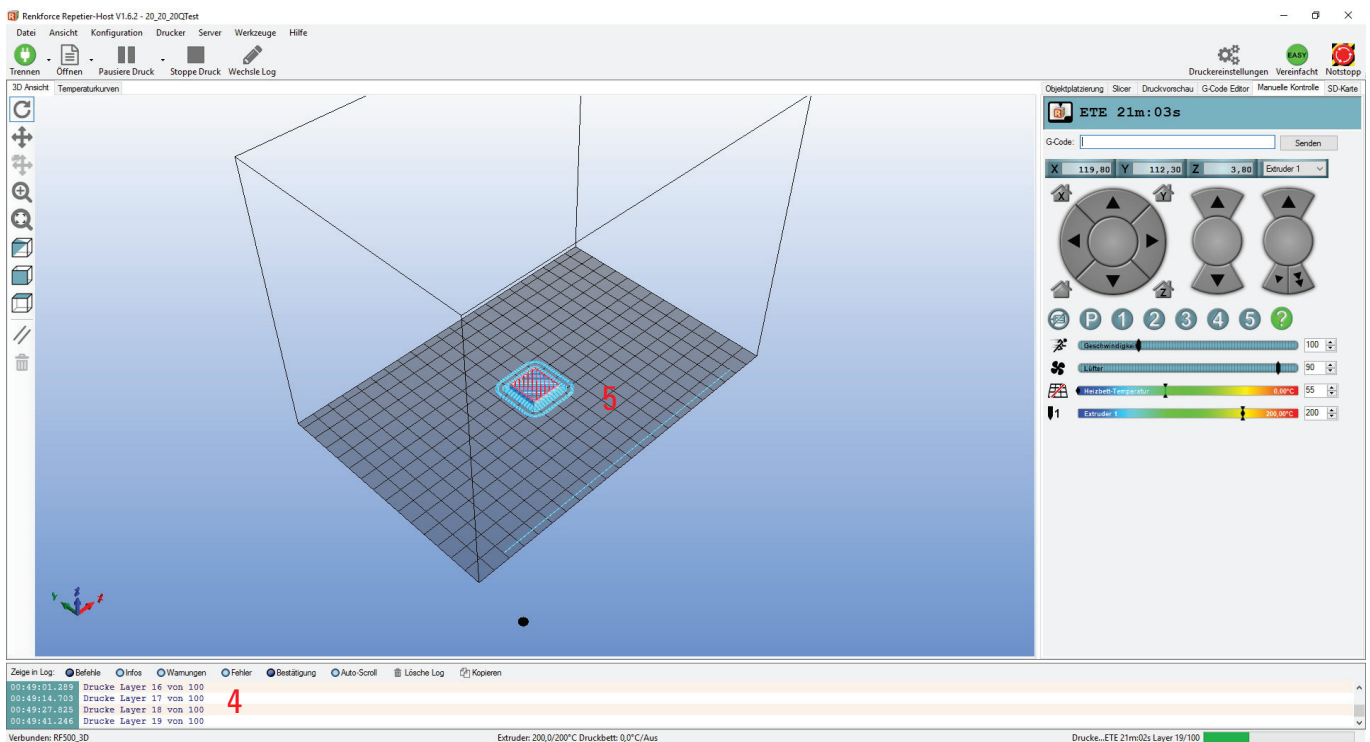 Renkforce Repetier-Host V1.6.2 - 20_20_20QTest
Datei Ansicht Konfiguration Drucker Server Werkzeuge Hilfe
Trennen Öffnen Pausiere Druck Stoppe Druck Wechsle Log
Druckereinstellungen Vereinfacht Notstopp
EASY
3D Ansicht Temperaturkurven
Objektplatzierung Slicer Druckvorschau G-Code Editor Manuelle Kontrolle SD-Karte
ETE 21m:03s
G-Code: Senden
X 119,80 Y 112,30 Z 3,80 Extruder 1
X Y
Z
P 1 2 3 4 5 ?
Geschwindigkei 100
Lüfter 90
Heizbett-Temperatur 0,00°C 55
1 Extruder 1 200,00°C 200
5
Zeige in Log: Befehle Infos Warnungen Fehler Bestätigung Auto-Scroll Lösche Log Kopieren
00:49:01.289 Drucke Layer 16 von 100
00:49:14.703 Drucke Layer 17 von 100
00:49:27.825 Drucke Layer 18 von 100
00:49:41.246 Drucke Layer 19 von 100
4
Verbunden: RF500_3D
Extruder: 200,0/200°C Druckbett: 0,0°C/Aus
Drucke...ETE 21m:02s Layer 19/100